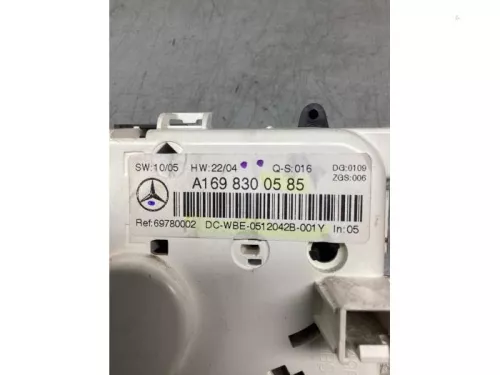 SW:10/05 HW:22/04 Q-S:016 DG:0109
ZGS:006
A169 830 05 85
Ref:69780002 DC-WBE-0512042B-001Y In:05